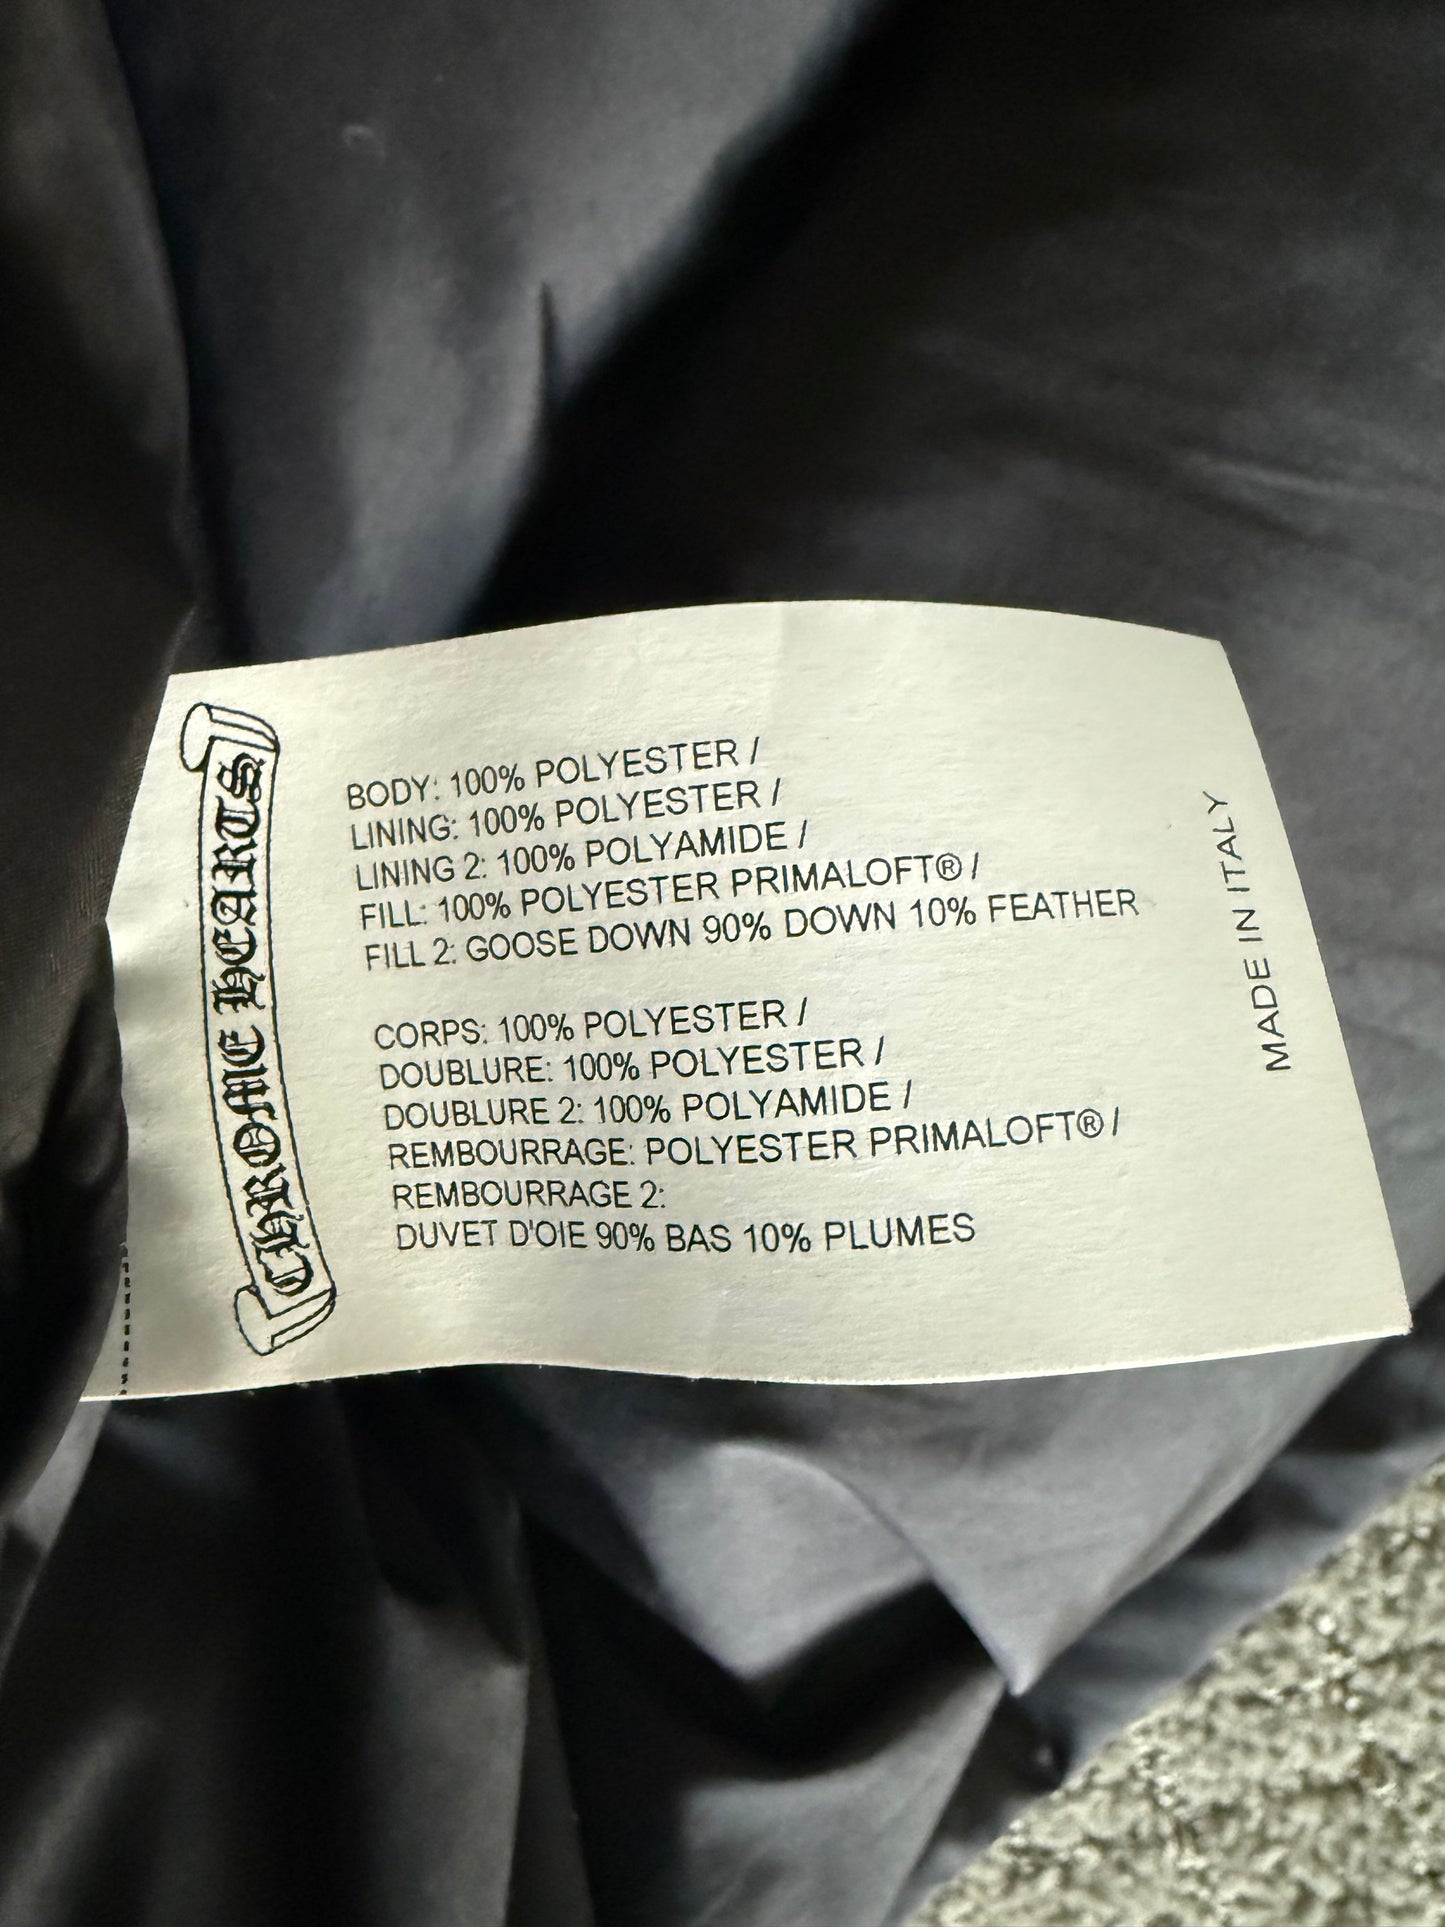 CHROME HEARTS
BODY: 100% POLYESTER /
LINING: 100% POLYESTER /
LINING 2: 100% POLYAMIDE /
FILL: 100% POLYESTER PRIMALOFT® /
FILL 2: GOOSE DOWN 90% DOWN 10% FEATHER
CORPS: 100% POLYESTER /
DOUBLURE: 100% POLYESTER /
DOUBLURE 2: 100% POLYAMIDE /
REMBOURRAGE: POLYESTER PRIMALOFT® /
REMBOURRAGE 2:
DUVET D'OIE 90% BAS 10% PLUMES
MADE IN ITALY